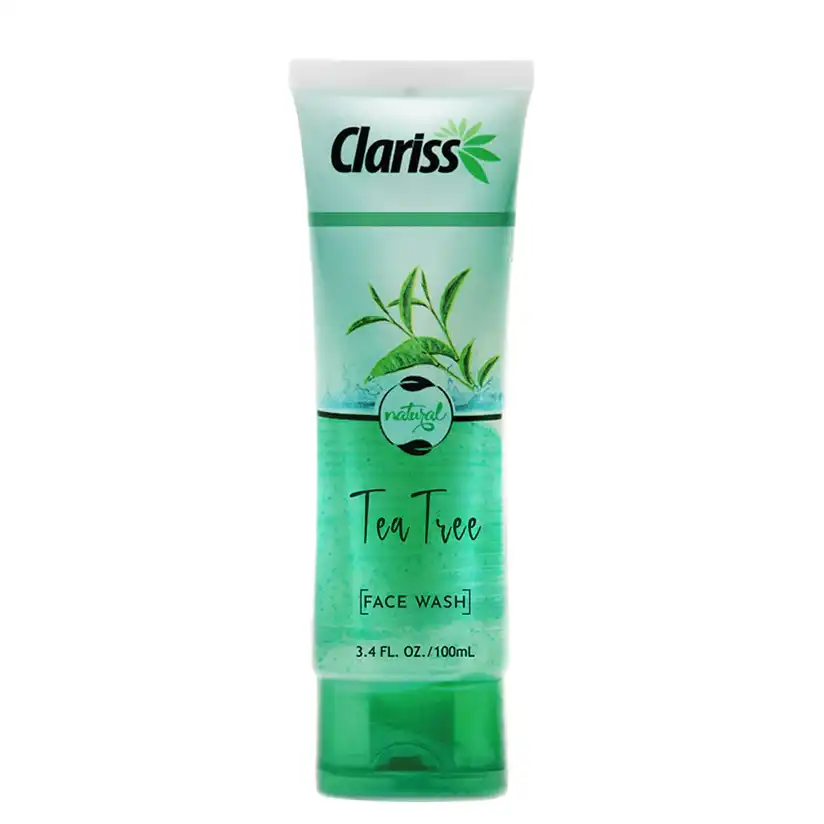 Clariss
natural
Tea Tree
[FACE WASH]
3.4 FL. OZ./100mL